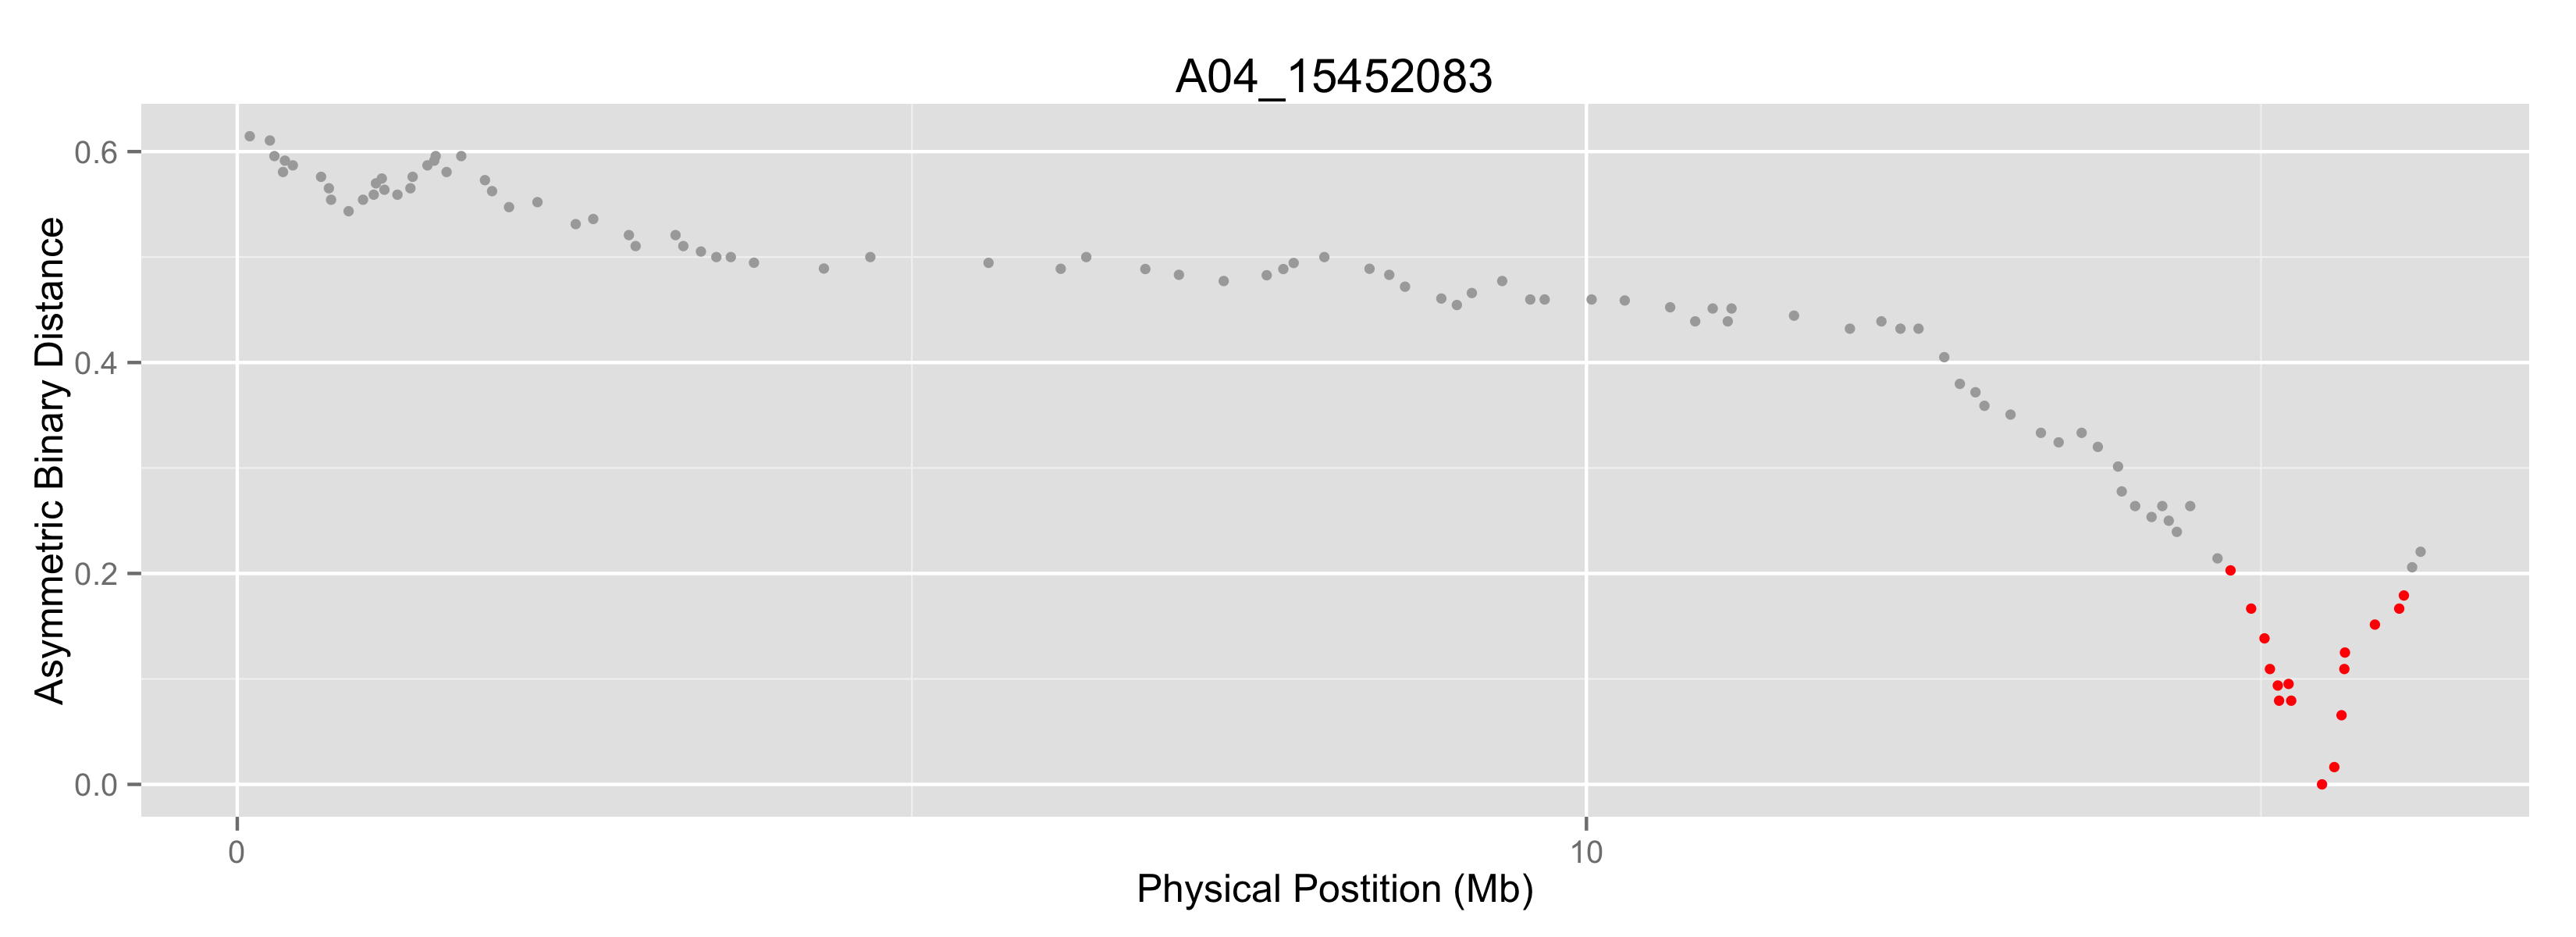 A04_15452083
Asymmetric Binary Distance
0.6
0.4
0.2
0.0
0
10
Physical Postition (Mb)